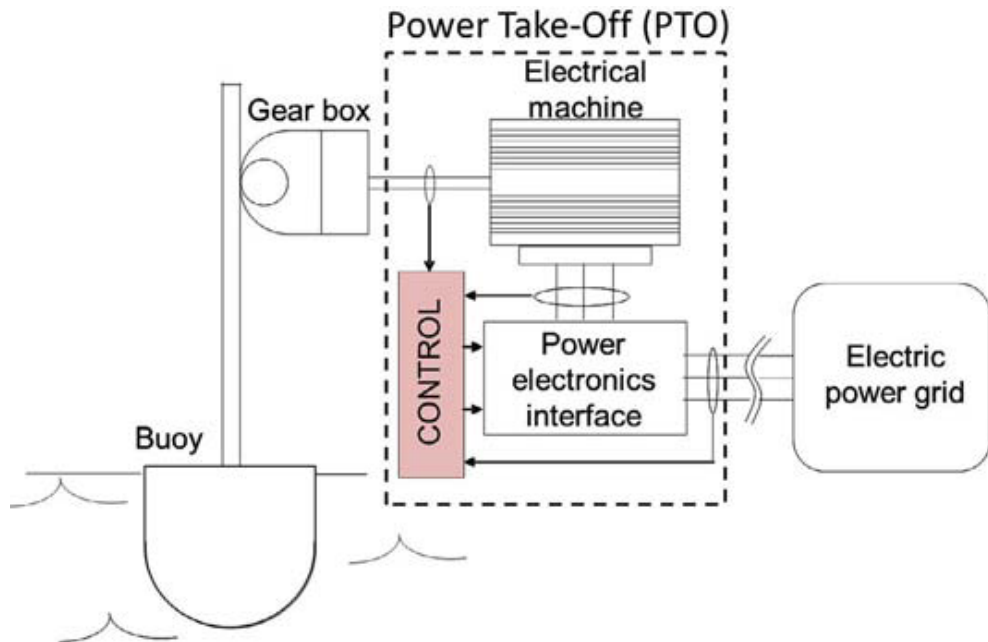 Power Take-Off (PTO)
Electrical
machine
Gear box
CONTROL
Power
electronics
interface
Electric
power grid
Buoy